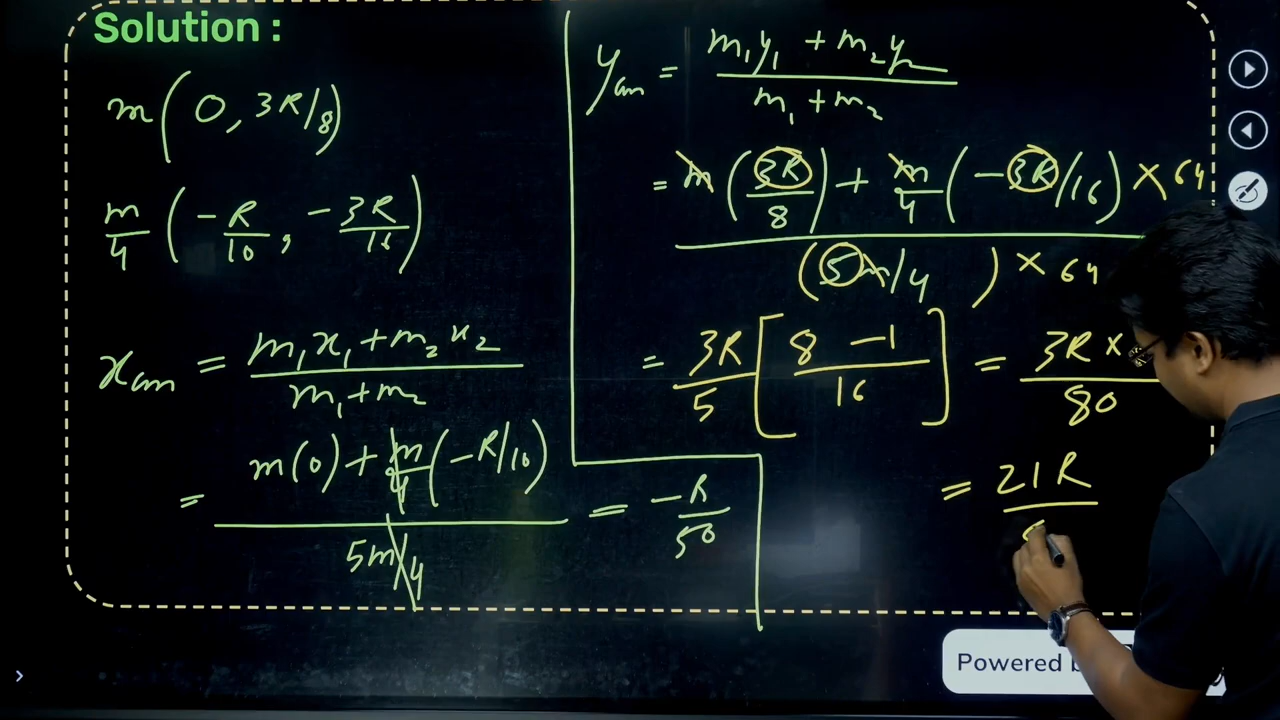 Solution :
m ( 0 , 3R/8 )
m/4 ( -R/10 , -3R/16 )
x_cm = (m₁x₁ + m₂x₂)/(m₁ + m₂)
= (m(0) + m/4 (-R/10))/(5m/4) = -R/50
y_cm = (m₁y₁ + m₂y₂)/(m₁ + m₂)
= (m (3R/8) + m/4 ( -3R/16) × 64)/((5m/4) × 64
= 3R/5 [ (8 - 1)/16 ] = 3R ×/80
= 21R
Powered